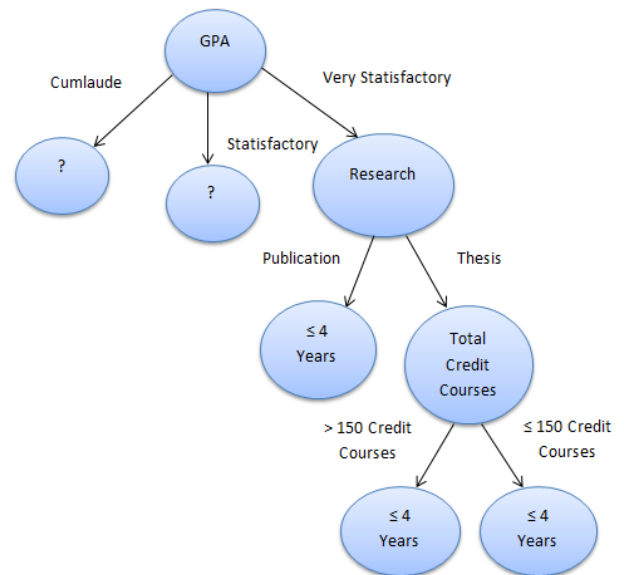 GPA
Cumlaude
Very Statisfactory
Statisfactory
?
?
Research
Publication
Thesis
≤ 4
Years
Total
Credit
Courses
> 150 Credit
Courses
≤ 150 Credit
Courses
≤ 4
Years
≤ 4
Years